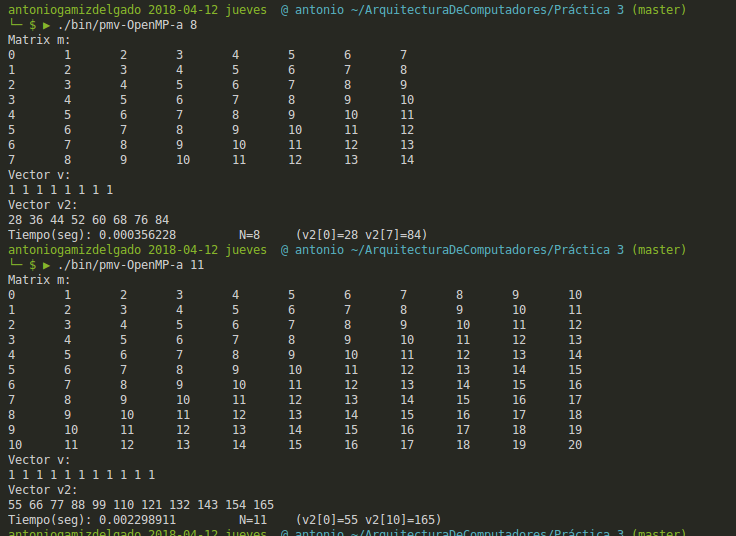 antoniogamizdelgado 2018-04-12 jueves  @ antonio ~/ArquitecturaDeComputadores/Práctica 3 (master)
└─ $ ▶ ./bin/pmv-OpenMP-a 8
Matrix m:
0       1       2       3       4       5       6       7
1       2       3       4       5       6       7       8
2       3       4       5       6       7       8       9
3       4       5       6       7       8       9       10
4       5       6       7       8       9       10      11
5       6       7       8       9       10      11      12
6       7       8       9       10      11      12      13
7       8       9       10      11      12      13      14
Vector v:
1 1 1 1 1 1 1 1
Vector v2:
28 36 44 52 60 68 76 84
Tiempo(seg): 0.000356228         N=8     (v2[0]=28 v2[7]=84)
antoniogamizdelgado 2018-04-12 jueves  @ antonio ~/ArquitecturaDeComputadores/Práctica 3 (master)
└─ $ ▶ ./bin/pmv-OpenMP-a 11
Matrix m:
0       1       2       3       4       5       6       7       8       9       10
1       2       3       4       5       6       7       8       9       10      11
2       3       4       5       6       7       8       9       10      11      12
3       4       5       6       7       8       9       10      11      12      13
4       5       6       7       8       9       10      11      12      13      14
5       6       7       8       9       10      11      12      13      14      15
6       7       8       9       10      11      12      13      14      15      16
7       8       9       10      11      12      13      14      15      16      17
8       9       10      11      12      13      14      15      16      17      18
9       10      11      12      13      14      15      16      17      18      19
10      11      12      13      14      15      16      17      18      19      20
Vector v:
1 1 1 1 1 1 1 1 1 1 1
Vector v2:
55 66 77 88 99 110 121 132 143 154 165
Tiempo(seg): 0.002298911         N=11    (v2[0]=55 v2[10]=165)
antoniogamizdelgado 2018-04-12 jueves  @ antonio ~/ArquitecturaDeComputadores/Práctica 3 (master)